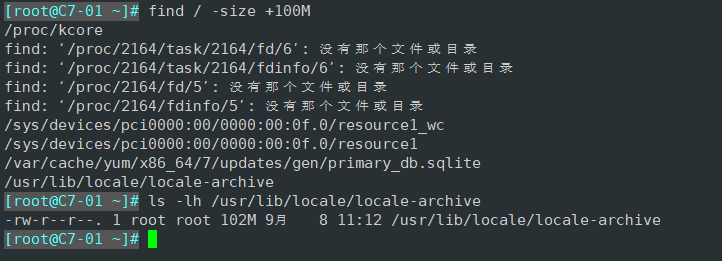 [root@C7-01 ~]# find / -size +100M
/proc/kcore
find: ‘/proc/2164/task/2164/fd/6’: 没有那个文件或目录
find: ‘/proc/2164/task/2164/fdinfo/6’: 没有那个文件或目录
find: ‘/proc/2164/fd/5’: 没有那个文件或目录
find: ‘/proc/2164/fdinfo/5’: 没有那个文件或目录
/sys/devices/pci0000:00/0000:00:0f.0/resource1_wc
/sys/devices/pci0000:00/0000:00:0f.0/resource1
/var/cache/yum/x86_64/7/updates/gen/primary_db.sqlite
/usr/lib/locale/locale-archive
[root@C7-01 ~]# ls -lh /usr/lib/locale/locale-archive
-rw-r--r--. 1 root root 102M 9月   8 11:12 /usr/lib/locale/locale-archive
[root@C7-01 ~]#